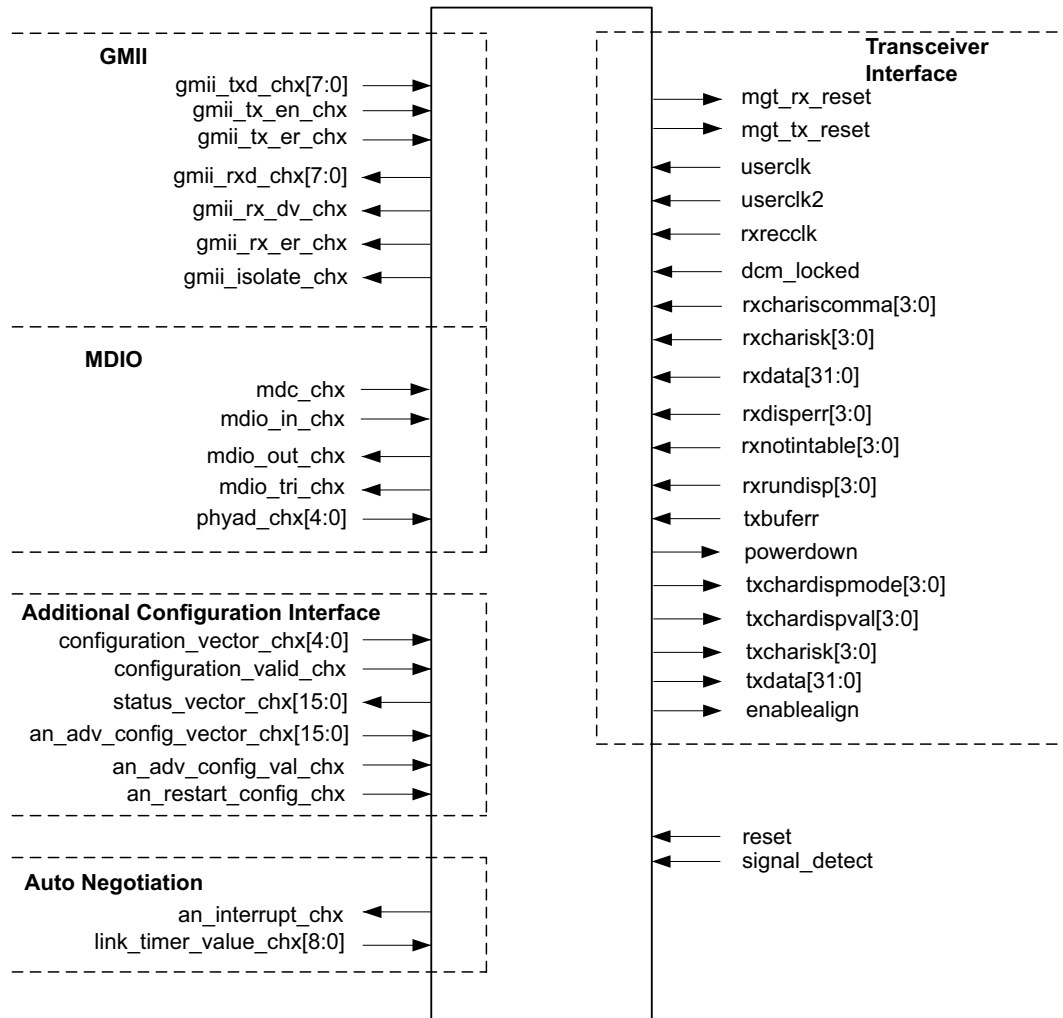 GMII
gmii_txd_chx[7:0]
gmii_tx_en_chx
gmii_tx_er_chx
gmii_rxd_chx[7:0]
gmii_rx_dv_chx
gmii_rx_er_chx
gmii_isolate_chx
MDIO
mdc_chx
mdio_in_chx
mdio_out_chx
mdio_tri_chx
phyad_chx[4:0]
Additional Configuration Interface
configuration_vector_chx[4:0]
configuration_valid_chx
status_vector_chx[15:0]
an_adv_config_vector_chx[15:0]
an_adv_config_val_chx
an_restart_config_chx
Auto Negotiation
an_interrupt_chx
link_timer_value_chx[8:0]
Transceiver
Interface
mgt_rx_reset
mgt_tx_reset
userclk
userclk2
rxrecclk
dcm_locked
rxchariscomma[3:0]
rxcharisk[3:0]
rxdata[31:0]
rxdisperr[3:0]
rxnotintable[3:0]
rxrundisp[3:0]
txbuferr
powerdown
txchardispmode[3:0]
txchardispval[3:0]
txcharisk[3:0]
txdata[31:0]
enablealign
reset
signal_detect